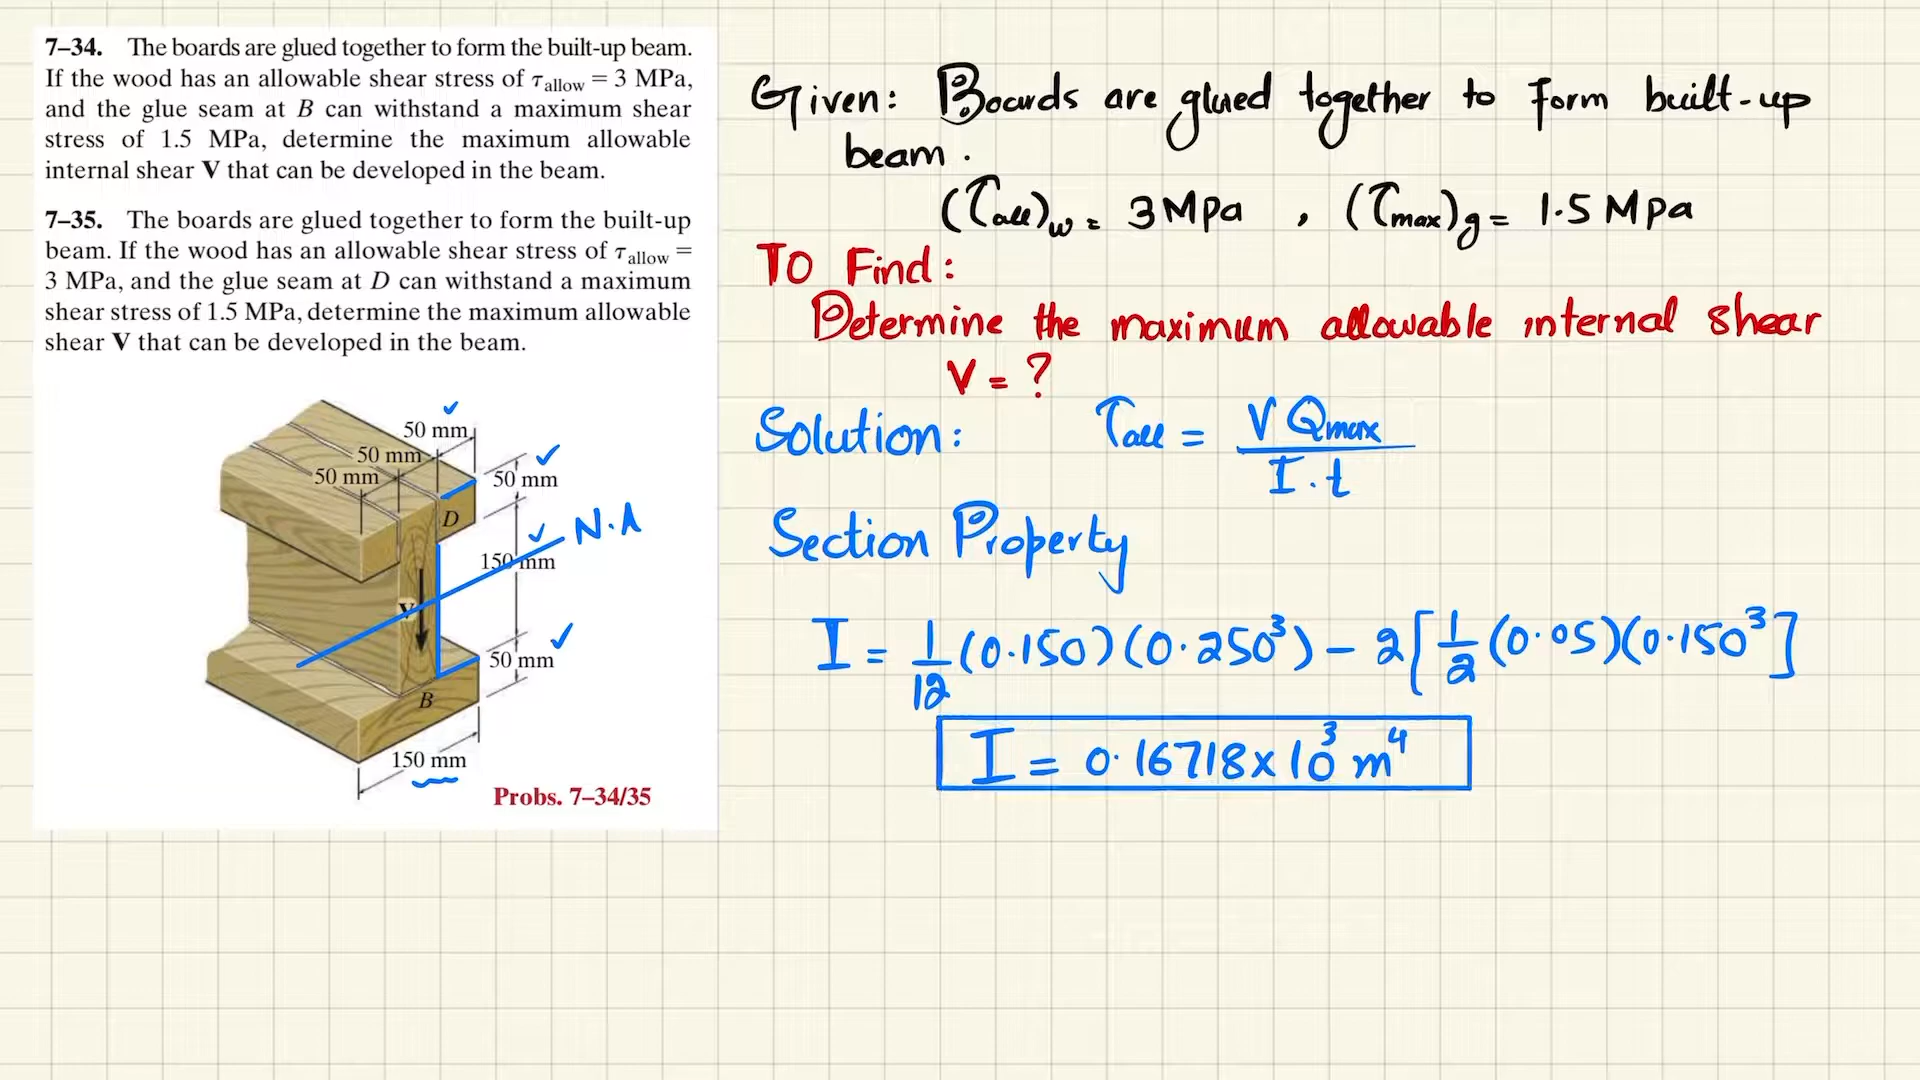 7–34. The boards are glued together to form the built-up beam.
If the wood has an allowable shear stress of τallow = 3 MPa,
and the glue seam at B can withstand a maximum shear
stress of 1.5 MPa, determine the maximum allowable
internal shear V that can be developed in the beam.
7–35. The boards are glued together to form the built-up
beam. If the wood has an allowable shear stress of τallow =
3 MPa, and the glue seam at D can withstand a maximum
shear stress of 1.5 MPa, determine the maximum allowable
shear V that can be developed in the beam.
50 mm
50 mm
50 mm
50 mm
D
N.A
150 mm
V
50 mm
B
150 mm
Probs. 7–34/35
Given: Boards are glued together to form built-up
beam.
(τall)w = 3 MPa , (τmax)g = 1.5 MPa
To Find:
Determine the maximum allowable internal shear
V = ?
Solution: τall = V Qmax / I . t
Section Property
I = 1/12 (0.150)(0.250³) − 2[1/2 (0.05)(0.150³]
I = 0.16718 x 10³ m⁴